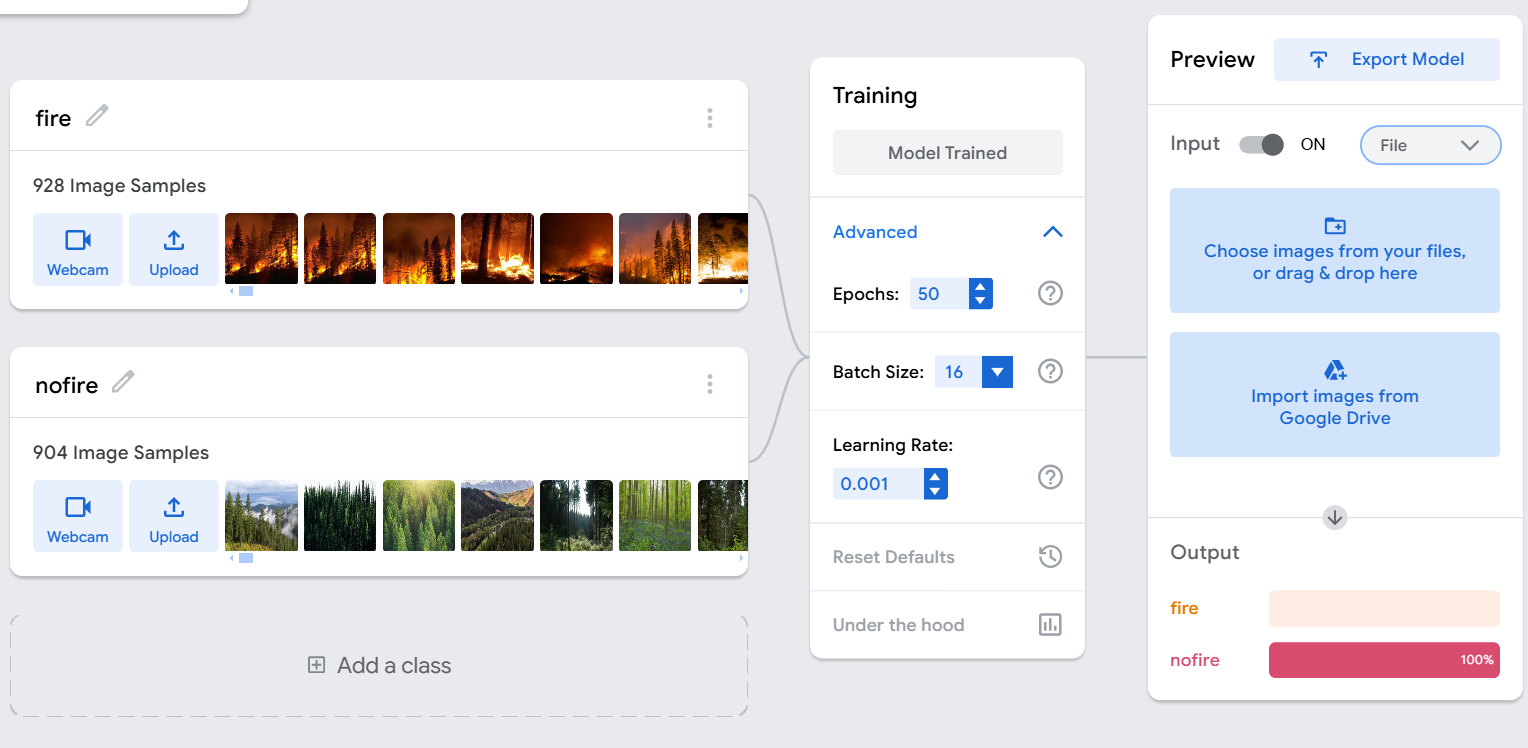 fire
928 Image Samples
Webcam
Upload
nofire
904 Image Samples
Webcam
Upload
Add a class
Training
Model Trained
Advanced
Epochs: 50
Batch Size: 16
Learning Rate:
0.001
Reset Defaults
Under the hood
Preview
Export Model
Input ON File
Choose images from your files,
or drag & drop here
Import images from
Google Drive
Output
fire
nofire 100%